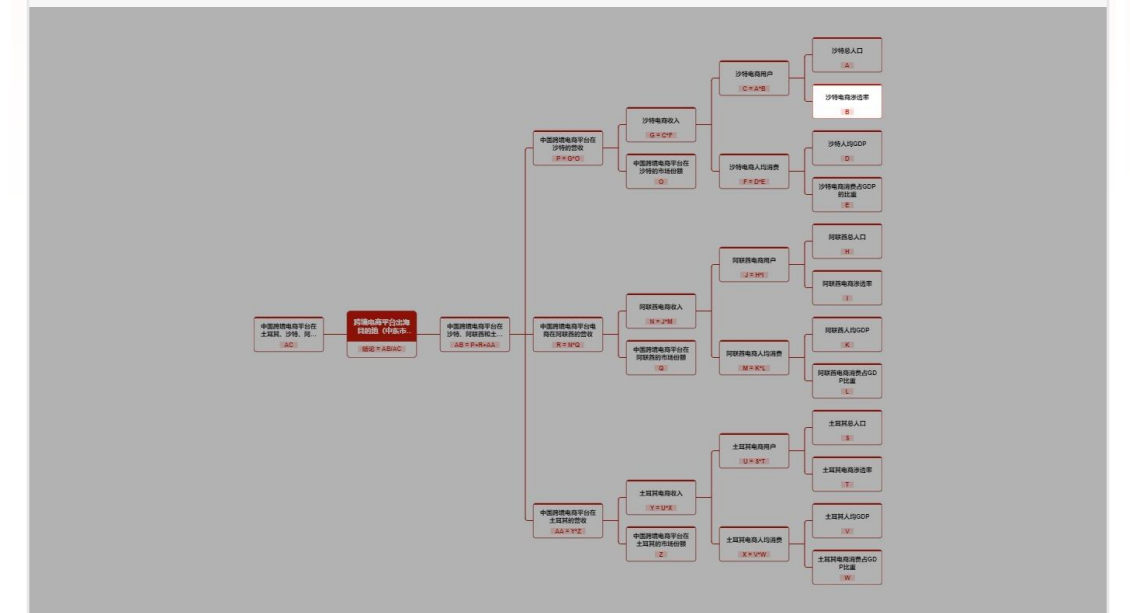 沙特总人口
A
沙特电商用户
C = A*B
沙特电商渗透率
B
沙特电商收入
G = C*F
中国跨境电商平台在
沙特的营收
P = G*O
沙特人均GDP
D
中国跨境电商平台在
沙特的市场份额
O
沙特电商人均消费
F = D*E
沙特电商消费占GDP
的比重
E
阿联酋总人口
H
阿联酋电商用户
J = H*I
阿联酋电商渗透率
I
阿联酋电商收入
N = J*M
中国跨境电商平台在
土耳其、沙特、阿...
AC
跨境电商平台出海
目的地（中东市...
结论 = AB/AC
中国跨境电商平台在
沙特、阿联酋和土...
AB = P+R+AA
中国跨境电商平台电
商在阿联酋的营收
R = N*Q
阿联酋人均GDP
K
中国跨境电商平台在
阿联酋的市场份额
Q
阿联酋电商人均消费
M = K*L
阿联酋电商消费占GD
P比重
L
土耳其总人口
S
土耳其电商用户
U = S*T
土耳其电商渗透率
T
土耳其电商收入
Y = U*X
中国跨境电商平台在
土耳其的营收
AA = Y*Z
土耳其人均GDP
V
中国跨境电商平台在
土耳其的市场份额
Z
土耳其电商人均消费
X = V*W
土耳其电商消费占GD
P比重
W